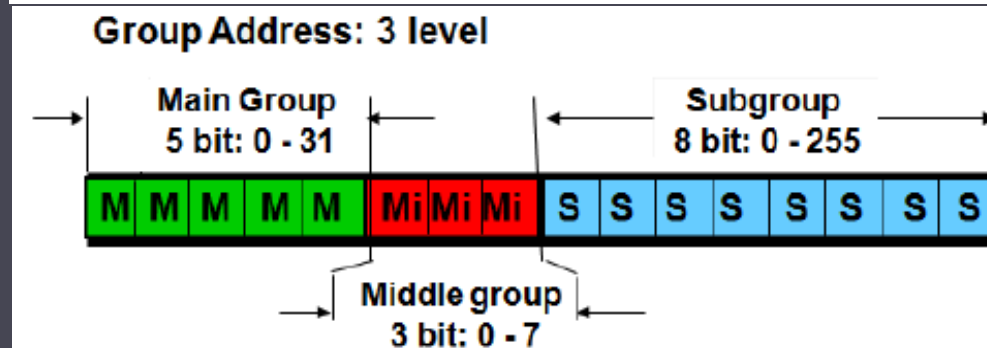 Group Address: 3 level
Main Group
5 bit: 0 - 31
Subgroup
8 bit: 0 - 255
M M M M M Mi Mi Mi S S S S S S S S
Middle group
3 bit: 0 - 7